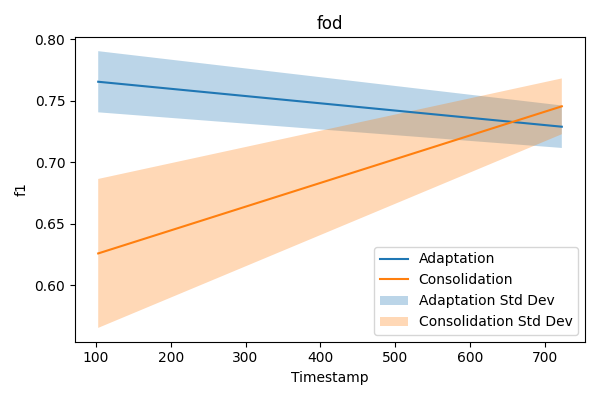 fod
0.80
0.75
0.70
0.65
0.60
f1
100
200
300
400
500
600
700
Timestamp
Adaptation
Consolidation
Adaptation Std Dev
Consolidation Std Dev